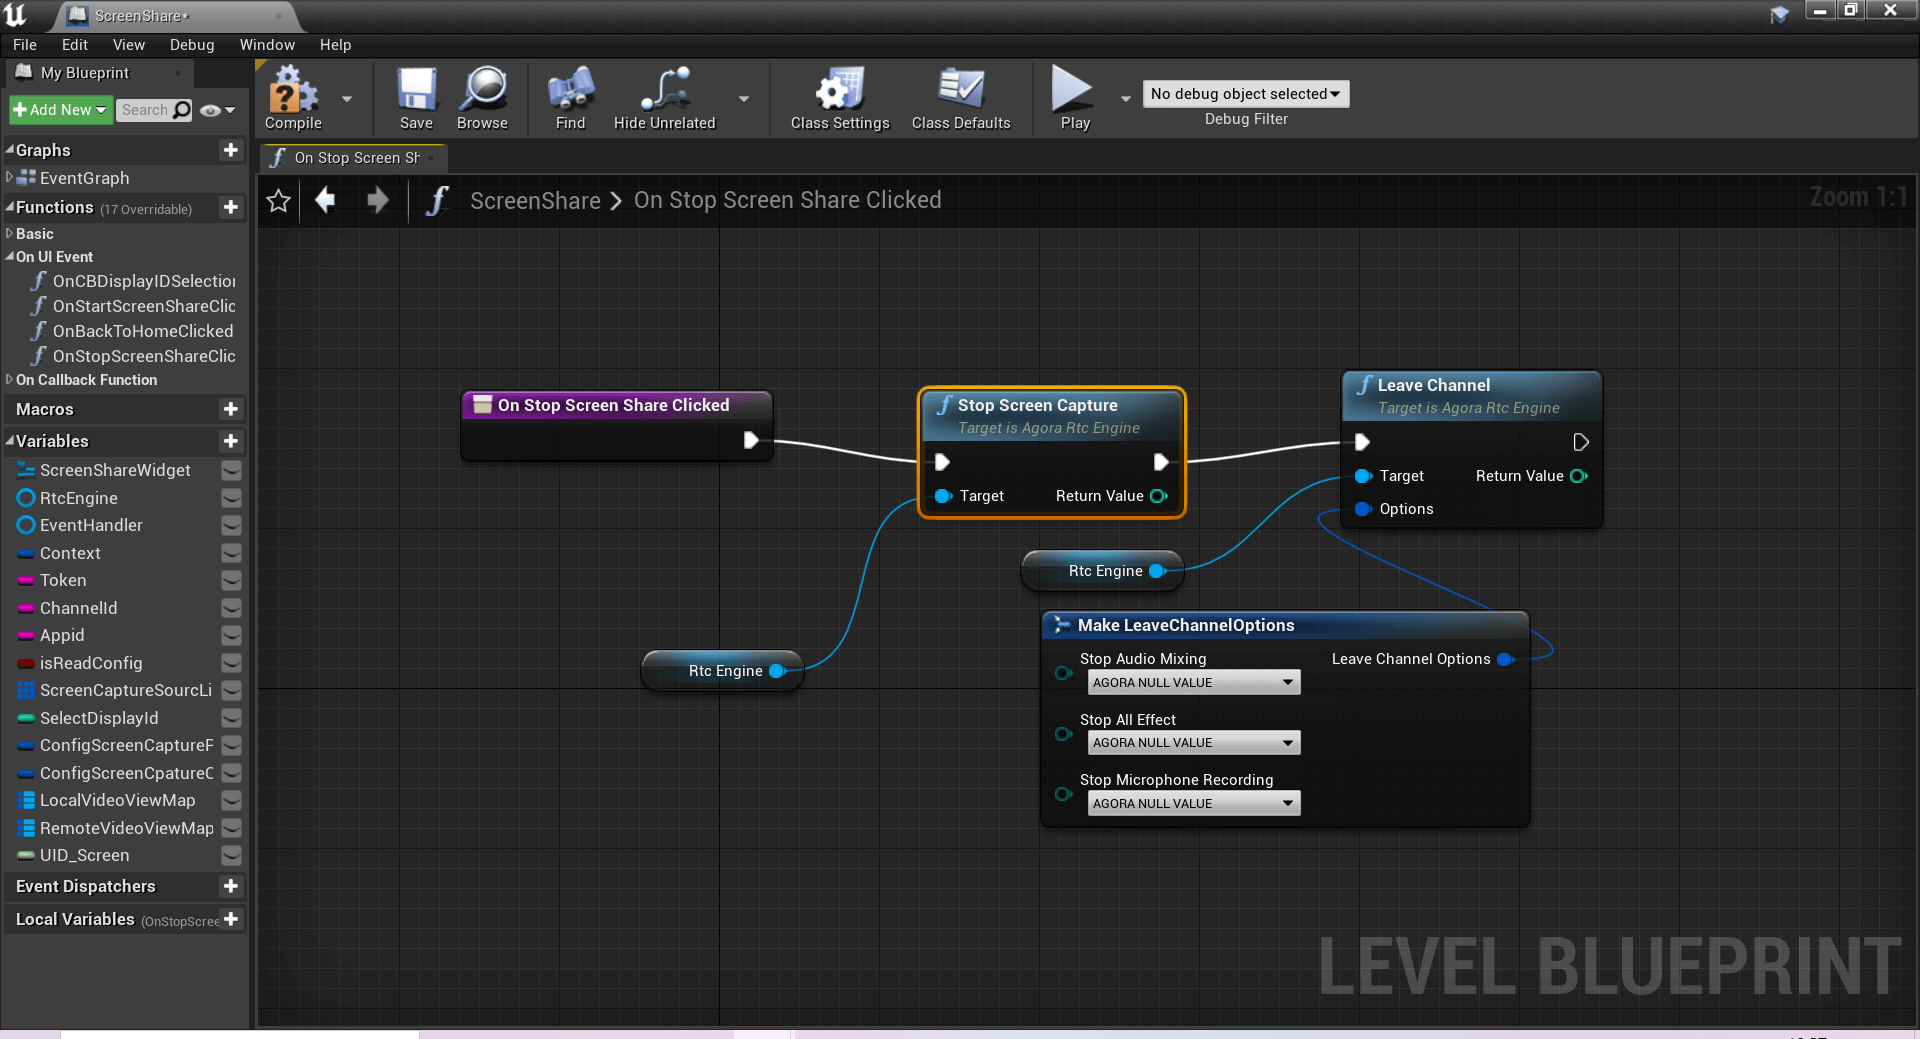 ScreenShare*
File Edit View Debug Window Help
My Blueprint
Add New
Search
Compile
Save
Browse
Find
Hide Unrelated
Class Settings
Class Defaults
Play
No debug object selected
Debug Filter
Graphs
EventGraph
Functions (17 Overridable)
Basic
On UI Event
OnCBDisplayIDSelection
OnStartScreenShareClic
OnBackToHomeClicked
OnStopScreenShareClic
On Callback Function
Macros
Variables
ScreenShareWidget
RtcEngine
EventHandler
Context
Token
ChannelId
Appid
isReadConfig
ScreenCaptureSourcLi
SelectDisplayId
ConfigScreenCaptureP
ConfigScreenCpatureC
LocalVideoViewMap
RemoteVideoViewMap
UID_Screen
Event Dispatchers
Local Variables (OnStopScree
On Stop Screen Sh
ScreenShare > On Stop Screen Share Clicked
Zoom 1:1
On Stop Screen Share Clicked
Stop Screen Capture
Target is Agora Rtc Engine
Target
Return Value
Leave Channel
Target is Agora Rtc Engine
Target
Return Value
Options
Rtc Engine
Rtc Engine
Make LeaveChannelOptions
Stop Audio Mixing
AGORA NULL VALUE
Leave Channel Options
Stop All Effect
AGORA NULL VALUE
Stop Microphone Recording
AGORA NULL VALUE
LEVEL BLUEPRINT